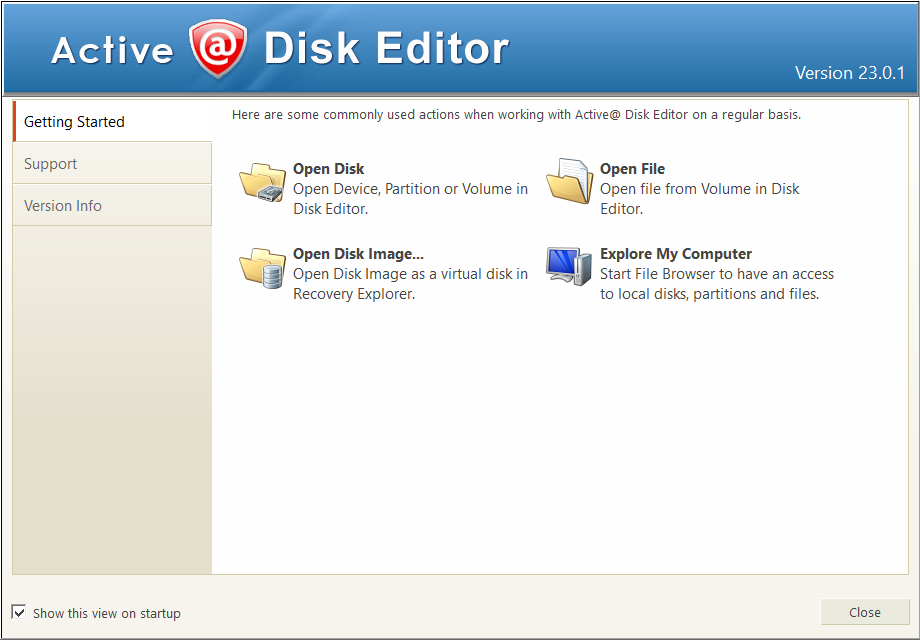 Active @ Disk Editor
Version 23.0.1
Getting Started
Support
Version Info
Here are some commonly used actions when working with Active@ Disk Editor on a regular basis.
Open Disk
Open Device, Partition or Volume in
Disk Editor.
Open File
Open file from Volume in Disk
Editor.
Open Disk Image...
Open Disk Image as a virtual disk in
Recovery Explorer.
Explore My Computer
Start File Browser to have an access
to local disks, partitions and files.
Show this view on startup
Close